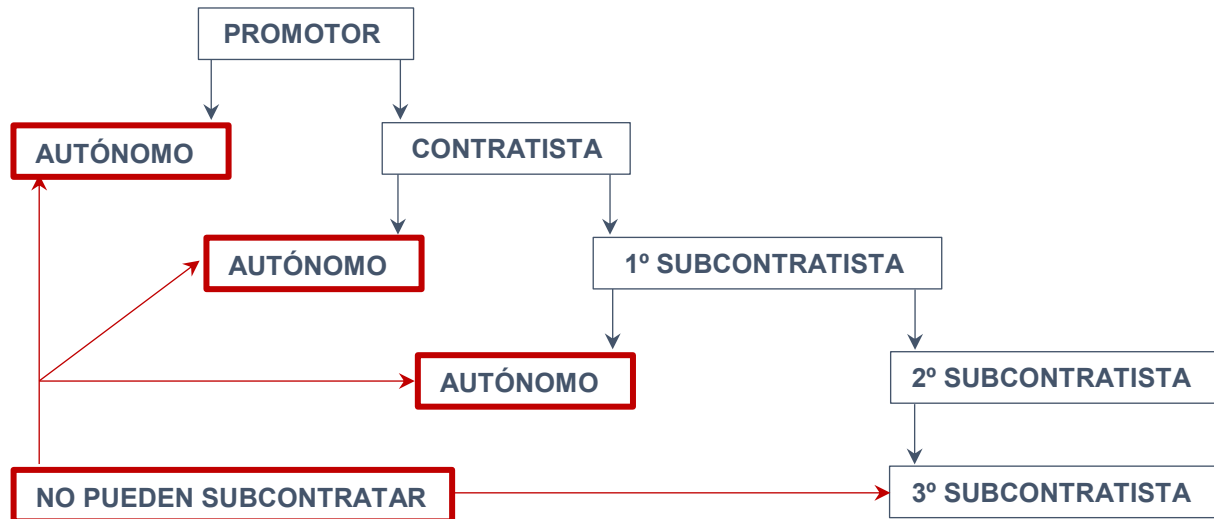 PROMOTOR
AUTÓNOMO
CONTRATISTA
AUTÓNOMO
1º SUBCONTRATISTA
AUTÓNOMO
2º SUBCONTRATISTA
NO PUEDEN SUBCONTRATAR
3º SUBCONTRATISTA